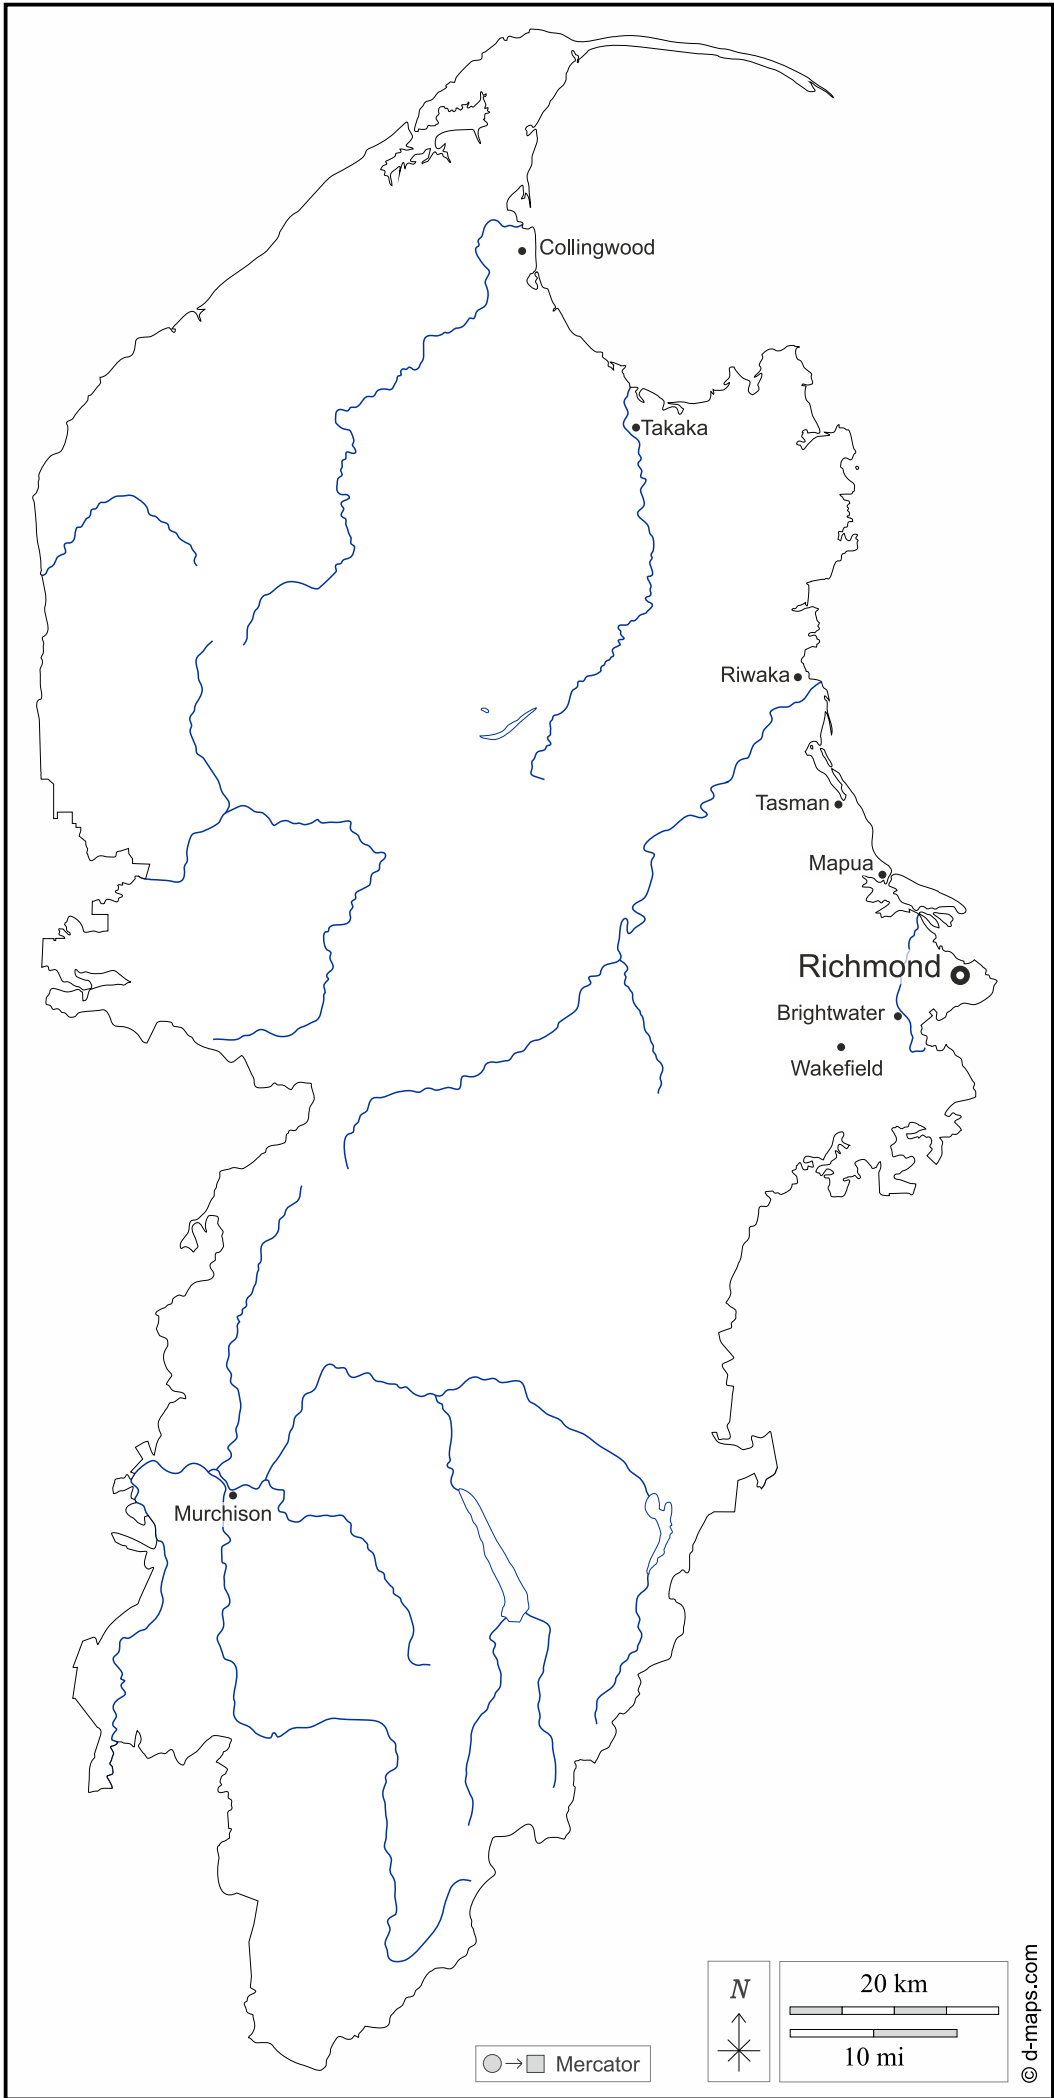 Collingwood
Takaka
Riwaka
Tasman
Mapua
Richmond
Brightwater
Wakefield
Murchison
N
20 km
10 mi
Mercator
© d-maps.com